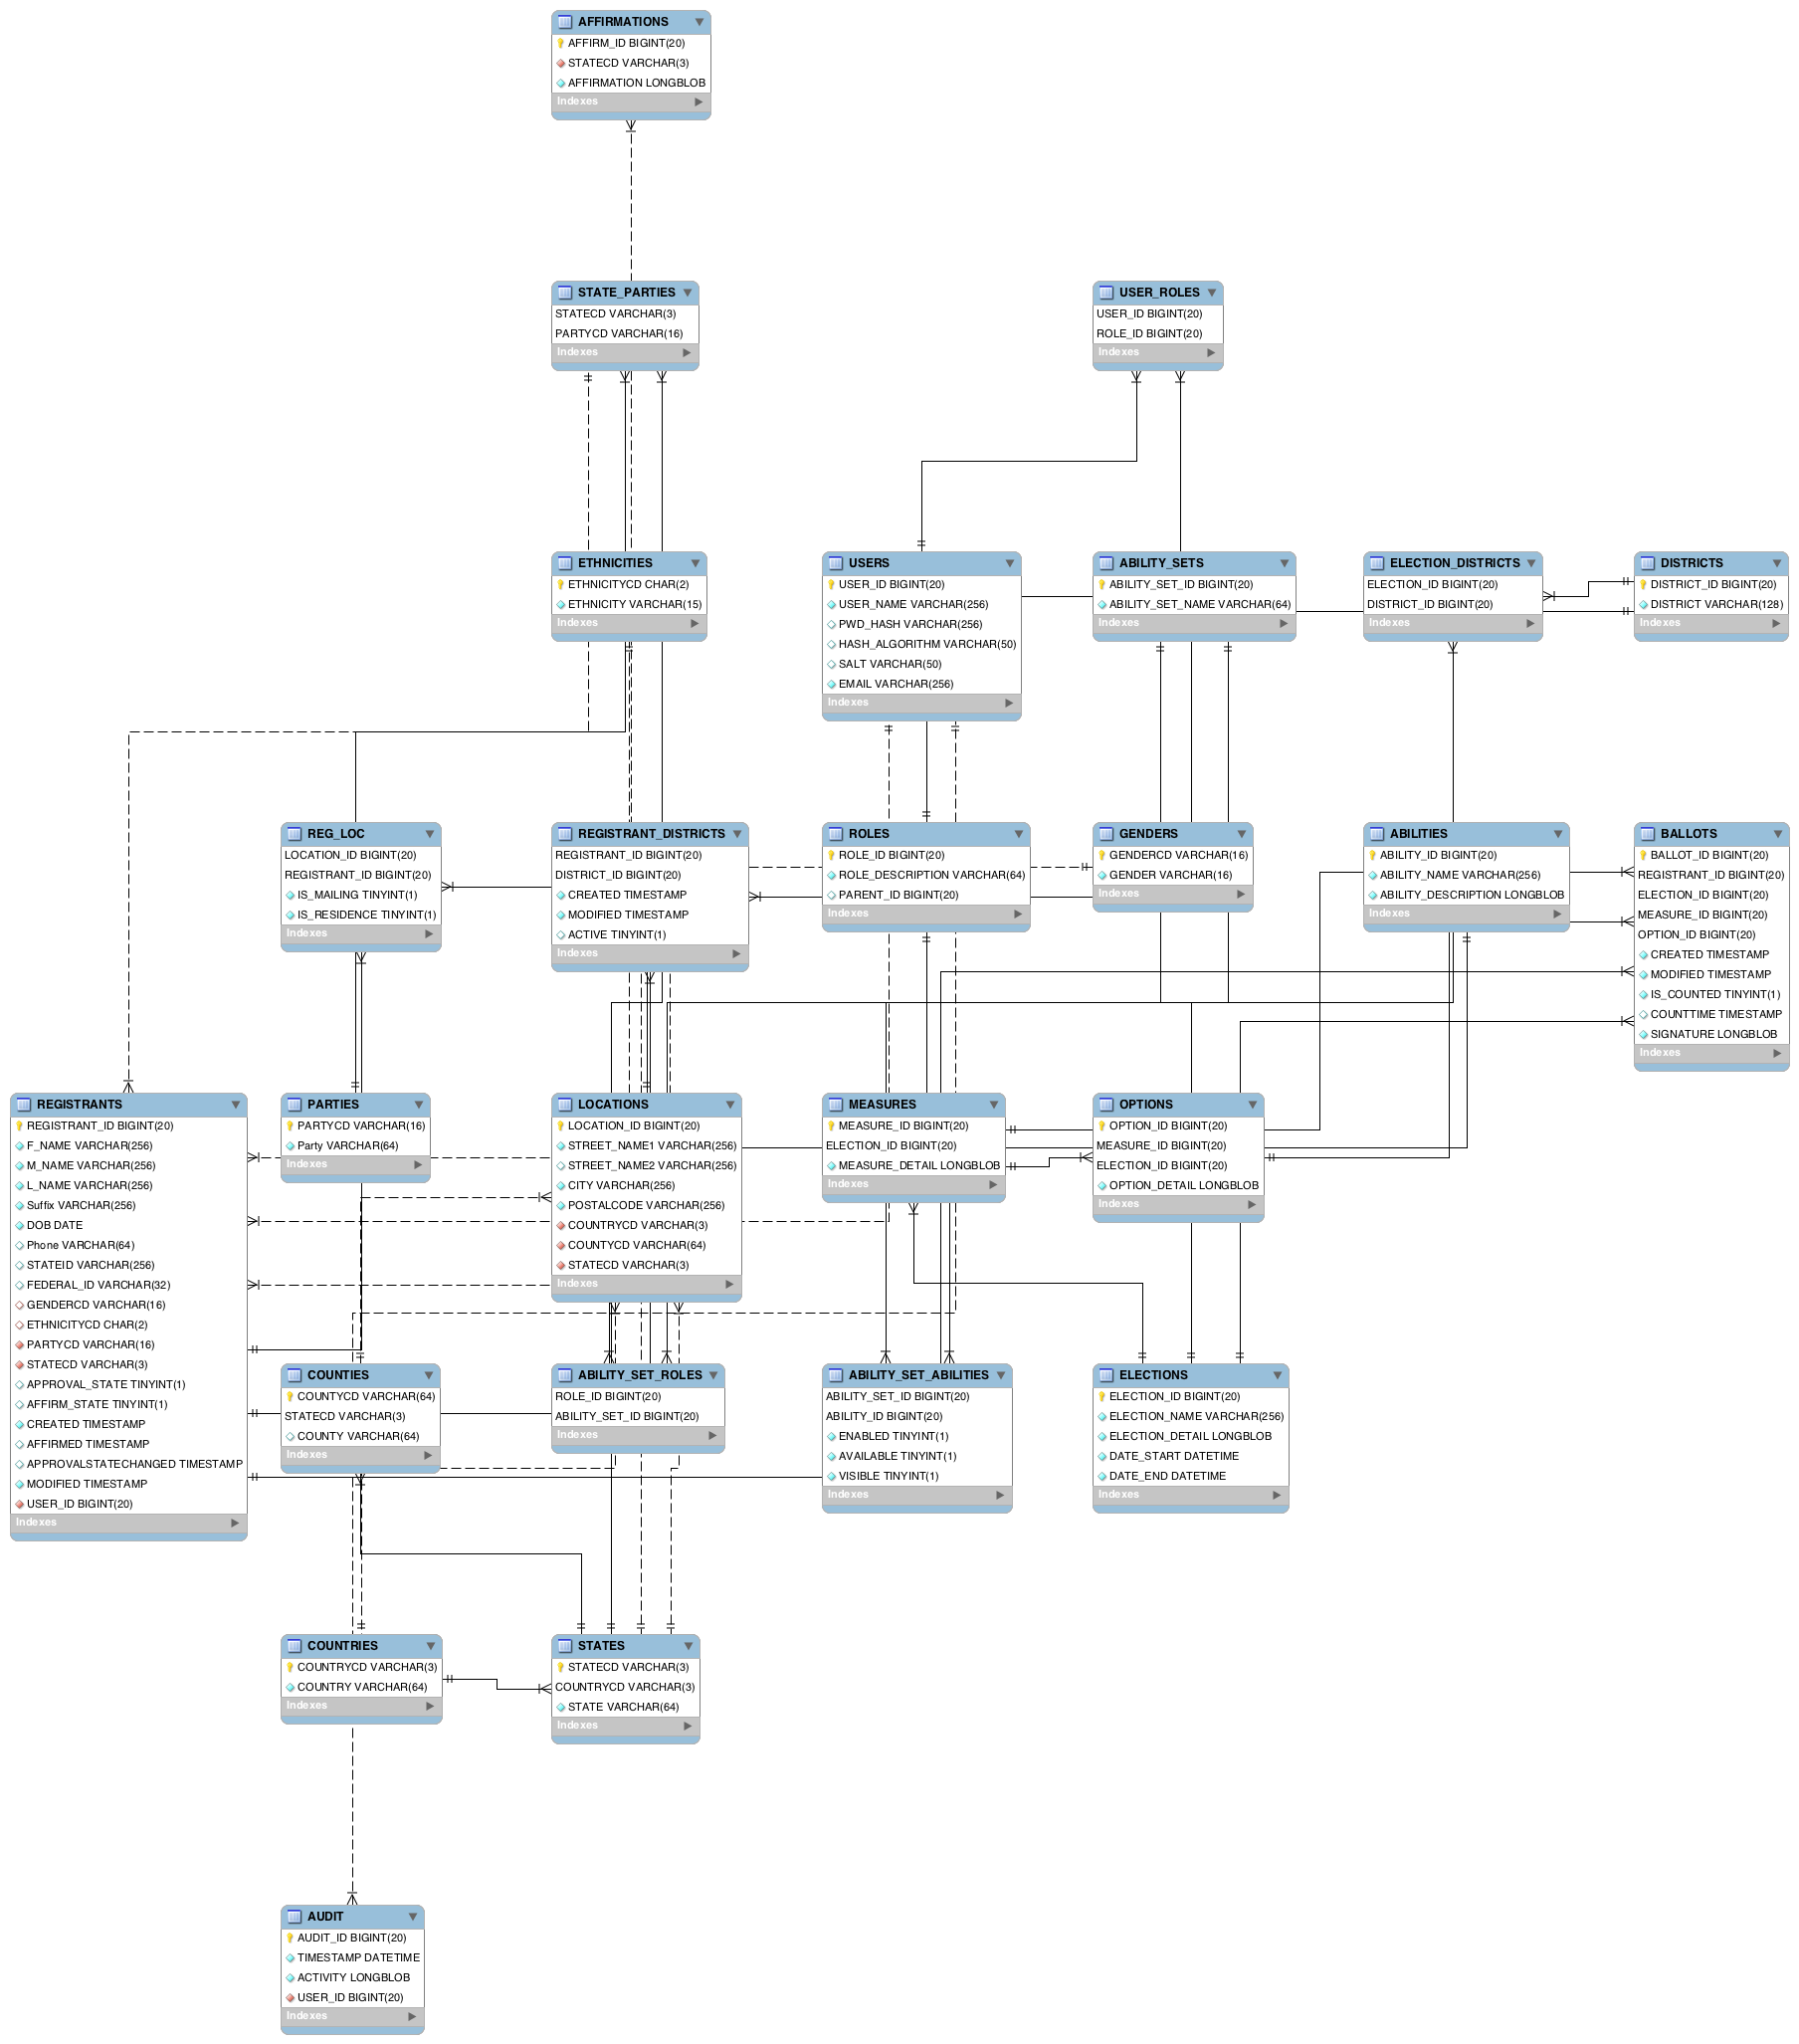 AFFIRMATIONS
AFFIRM_ID BIGINT(20)
STATECD VARCHAR(3)
AFFIRMATION LONGBLOB
Indexes
STATE_PARTIES
STATECD VARCHAR(3)
PARTYCD VARCHAR(16)
Indexes
USER_ROLES
USER_ID BIGINT(20)
ROLE_ID BIGINT(20)
Indexes
ETHNICITIES
ETHNICITYCD CHAR(2)
ETHNICITY VARCHAR(15)
Indexes
USERS
USER_ID BIGINT(20)
USER_NAME VARCHAR(256)
PWD_HASH VARCHAR(256)
HASH_ALGORITHM VARCHAR(50)
SALT VARCHAR(50)
EMAIL VARCHAR(256)
Indexes
ABILITY_SETS
ABILITY_SET_ID BIGINT(20)
ABILITY_SET_NAME VARCHAR(64)
Indexes
ELECTION_DISTRICTS
ELECTION_ID BIGINT(20)
DISTRICT_ID BIGINT(20)
Indexes
DISTRICTS
DISTRICT_ID BIGINT(20)
DISTRICT VARCHAR(128)
Indexes
REG_LOC
LOCATION_ID BIGINT(20)
REGISTRANT_ID BIGINT(20)
IS_MAILING TINYINT(1)
IS_RESIDENCE TINYINT(1)
Indexes
REGISTRANT_DISTRICTS
REGISTRANT_ID BIGINT(20)
DISTRICT_ID BIGINT(20)
CREATED TIMESTAMP
MODIFIED TIMESTAMP
ACTIVE TINYINT(1)
Indexes
ROLES
ROLE_ID BIGINT(20)
ROLE_DESCRIPTION VARCHAR(64)
PARENT_ID BIGINT(20)
Indexes
GENDERS
GENDERCD VARCHAR(16)
GENDER VARCHAR(16)
Indexes
ABILITIES
ABILITY_ID BIGINT(20)
ABILITY_NAME VARCHAR(256)
ABILITY_DESCRIPTION LONGBLOB
Indexes
BALLOTS
BALLOT_ID BIGINT(20)
REGISTRANT_ID BIGINT(20)
ELECTION_ID BIGINT(20)
MEASURE_ID BIGINT(20)
OPTION_ID BIGINT(20)
CREATED TIMESTAMP
MODIFIED TIMESTAMP
IS_COUNTED TINYINT(1)
COUNTTIME TIMESTAMP
SIGNATURE LONGBLOB
Indexes
REGISTRANTS
REGISTRANT_ID BIGINT(20)
F_NAME VARCHAR(256)
M_NAME VARCHAR(256)
L_NAME VARCHAR(256)
Suffix VARCHAR(256)
DOB DATE
Phone VARCHAR(64)
STATEID VARCHAR(256)
FEDERAL_ID VARCHAR(32)
GENDERCD VARCHAR(16)
ETHNICITYCD CHAR(2)
PARTYCD VARCHAR(16)
STATECD VARCHAR(3)
APPROVAL_STATE TINYINT(1)
AFFIRM_STATE TINYINT(1)
CREATED TIMESTAMP
AFFIRMED TIMESTAMP
APPROVALSTATECHANGED TIMESTAMP
MODIFIED TIMESTAMP
USER_ID BIGINT(20)
Indexes
PARTIES
PARTYCD VARCHAR(16)
Party VARCHAR(64)
Indexes
LOCATIONS
LOCATION_ID BIGINT(20)
STREET_NAME1 VARCHAR(256)
STREET_NAME2 VARCHAR(256)
CITY VARCHAR(256)
POSTALCODE VARCHAR(256)
COUNTRYCD VARCHAR(3)
COUNTYCD VARCHAR(64)
STATECD VARCHAR(3)
Indexes
MEASURES
MEASURE_ID BIGINT(20)
ELECTION_ID BIGINT(20)
MEASURE_DETAIL LONGBLOB
Indexes
OPTIONS
OPTION_ID BIGINT(20)
MEASURE_ID BIGINT(20)
ELECTION_ID BIGINT(20)
OPTION_DETAIL LONGBLOB
Indexes
COUNTIES
COUNTYCD VARCHAR(64)
STATECD VARCHAR(3)
COUNTY VARCHAR(64)
Indexes
ABILITY_SET_ROLES
ROLE_ID BIGINT(20)
ABILITY_SET_ID BIGINT(20)
Indexes
ABILITY_SET_ABILITIES
ABILITY_SET_ID BIGINT(20)
ABILITY_ID BIGINT(20)
ENABLED TINYINT(1)
AVAILABLE TINYINT(1)
VISIBLE TINYINT(1)
Indexes
ELECTIONS
ELECTION_ID BIGINT(20)
ELECTION_NAME VARCHAR(256)
ELECTION_DETAIL LONGBLOB
DATE_START DATETIME
DATE_END DATETIME
Indexes
COUNTRIES
COUNTRYCD VARCHAR(3)
COUNTRY VARCHAR(64)
Indexes
STATES
STATECD VARCHAR(3)
COUNTRYCD VARCHAR(3)
STATE VARCHAR(64)
Indexes
AUDIT
AUDIT_ID BIGINT(20)
TIMESTAMP DATETIME
ACTIVITY LONGBLOB
USER_ID BIGINT(20)
Indexes